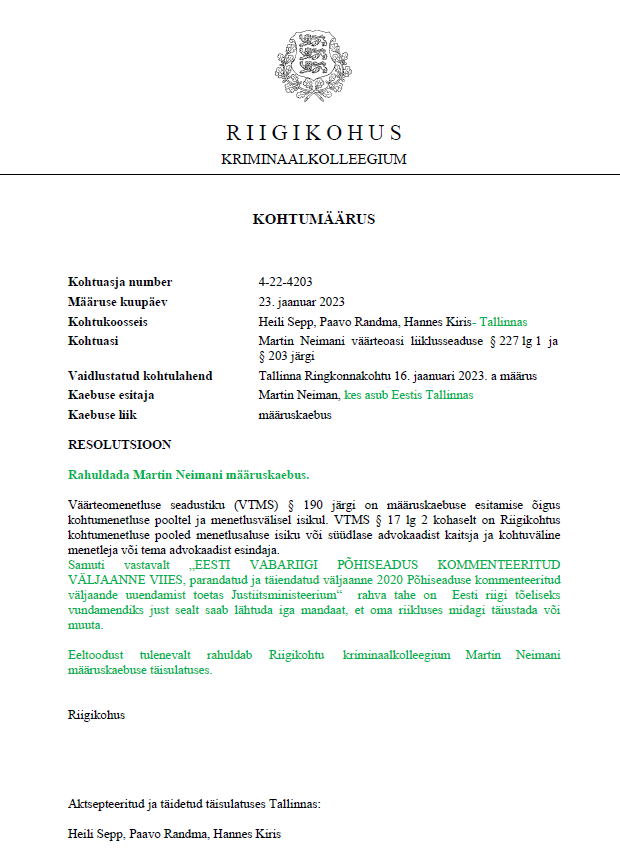 RIIGIKOHUS
KRIMINAALKOLLEEGIUM
KOHTUMÄÄRUS
Kohtuasja number 4-22-4203
Määruse kuupäev 23. jaanuar 2023
Kohtukoosseis Heili Sepp, Paavo Randma, Hannes Kiris- Tallinnas
Kohtuasi Martin Neimani väärteoasi liiklusseaduse § 227 lg 1 ja
§ 203 järgi
Vaidlustatud kohtulahend Tallinna Ringkonnakohtu 16. jaanuari 2023. a määrus
Kaebuse esitaja Martin Neiman, kes asub Eestis Tallinnas
Kaebuse liik määruskaebus
RESOLUTSIOON
Rahuldada Martin Neimani määruskaebus.
Väärteomenetluse seadustiku (VTMS) § 190 järgi on määruskaebuse esitamise õigus
kohtumenetluse pooltel ja menetlusvälisel isikul. VTMS § 17 lg 2 kohaselt on Riigikohtus
kohtumenetluse pooled menetlusaluse isiku või süüdlase advokaadist kaitsja ja kohtuväline
menetleja või tema advokaadist esindaja.
Samuti vastavalt „EESTI VABARIIGI PÕHISEADUS KOMMENTEERITUD
VÄLJAANNE VIIES, parandatud ja täiendatud väljaanne 2020 Põhiseaduse kommenteeritud
väljaande uuendamist toetas Justiitsministeerium“ rahva tahe on Eesti riigi tõeliseks
vundamendiks just sealt saab lähtuda iga mandaat, et oma riikluses midagi täiustada või
muuta.
Eeltoodust tulenevalt rahuldab Riigikohtu kriminaalkolleegium Martin Neimani
määruskaebuse täisulatuses.
Riigikohus
Aktsepteeritud ja täidetud täisulatuses Tallinnas:
Heili Sepp, Paavo Randma, Hannes Kiris